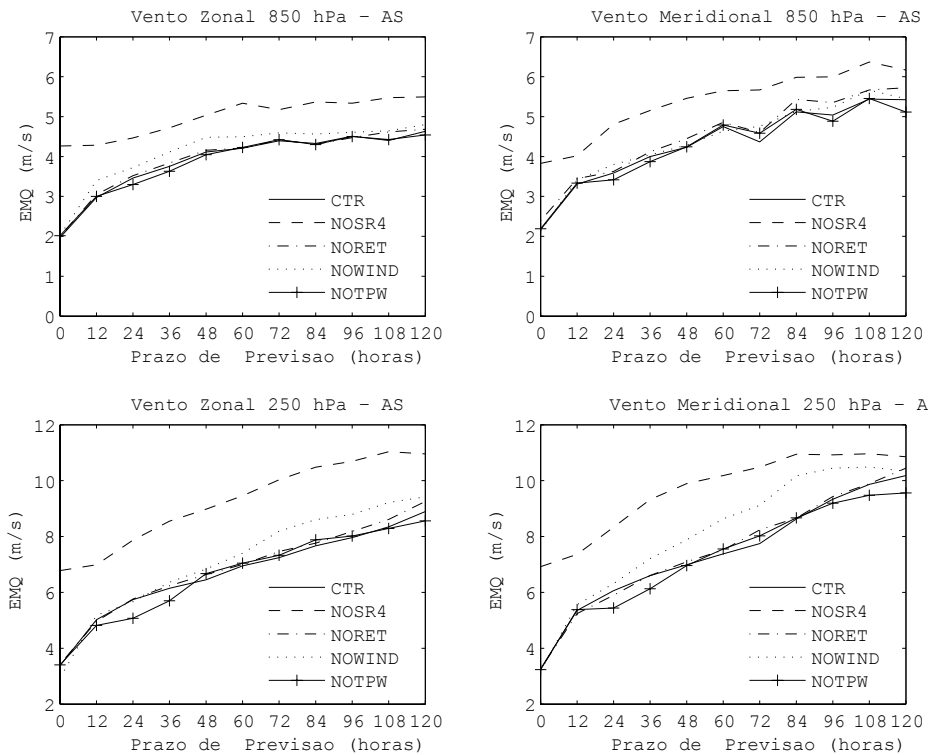 Vento Zonal 850 hPa – AS
EMQ (m/s)
7
6
5
4
3
2
1
0
CTR
NOSR4
NORET
NOWIND
NOTPW
0 12 24 36 48 60 72 84 96 108 120
Prazo de Previsao (horas)
Vento Meridional 850 hPa – AS
EMQ (m/s)
7
6
5
4
3
2
1
0
CTR
NOSR4
NORET
NOWIND
NOTPW
0 12 24 36 48 60 72 84 96 108 120
Prazo de Previsao (horas)
Vento Zonal 250 hPa – AS
EMQ (m/s)
12
10
8
6
4
2
CTR
NOSR4
NORET
NOWIND
NOTPW
0 12 24 36 48 60 72 84 96 108 120
Prazo de Previsao (horas)
Vento Meridional 250 hPa – A
EMQ (m/s)
12
10
8
6
4
2
CTR
NOSR4
NORET
NOWIND
NOTPW
0 12 24 36 48 60 72 84 96 108 120
Prazo de Previsao (horas)